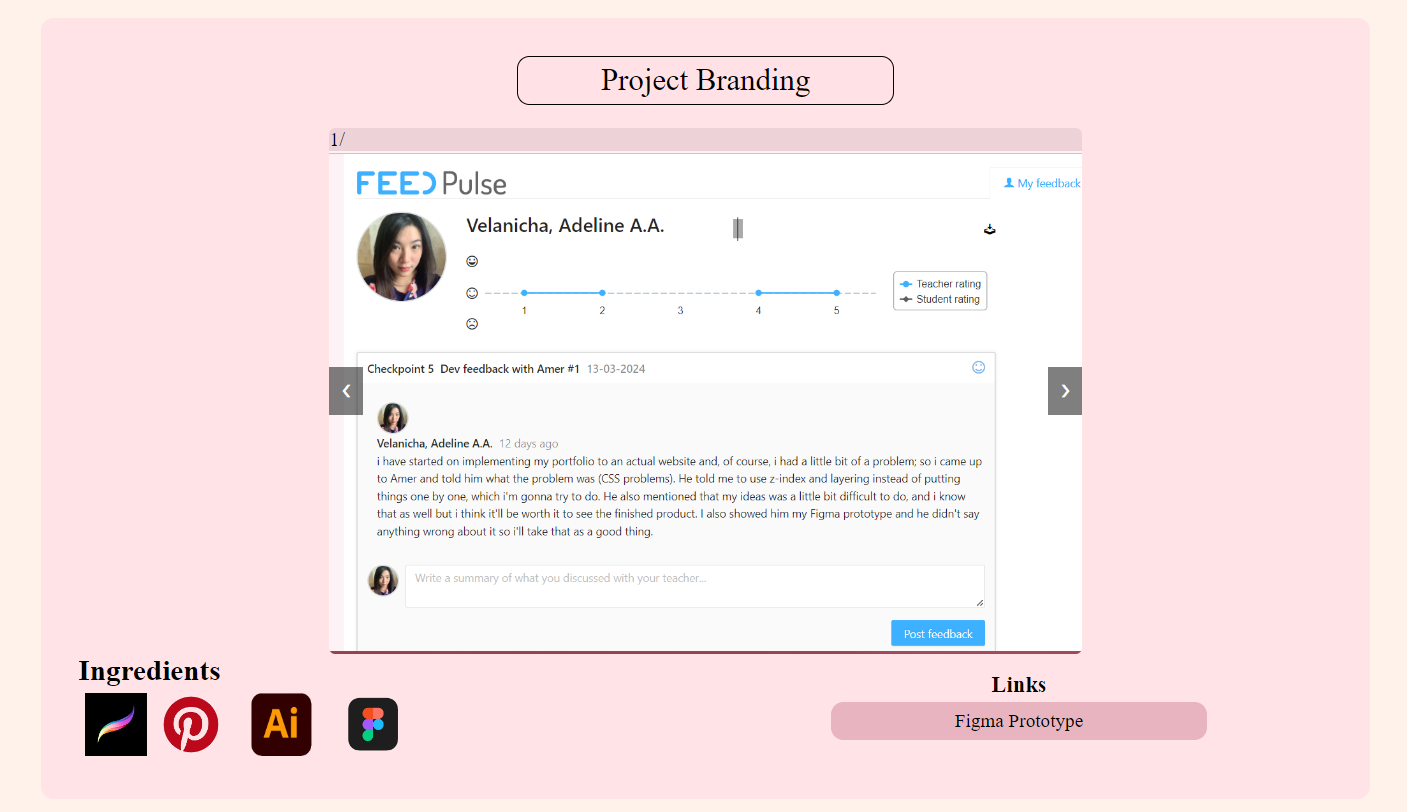 Project Branding
1/
FEED Pulse
My feedback
Velanicha, Adeline A.A.
Teacher rating
Student rating
1 2 3 4 5
Checkpoint 5 Dev feedback with Amer #1 13-03-2024
Velanicha, Adeline A.A. 12 days ago
i have started on implementing my portfolio to an actual website and, of course, i had a little bit of a problem; so i came up
to Amer and told him what the problem was (CSS problems). He told me to use z-index and layering instead of putting
things one by one, which i'm gonna try to do. He also mentioned that my ideas was a little bit difficult to do, and i know
that as well but i think it'll be worth it to see the finished product. I also showed him my Figma prototype and he didn't say
anything wrong about it so i'll take that as a good thing.
Write a summary of what you discussed with your teacher...
Post feedback
Ingredients
Ai
Links
Figma Prototype